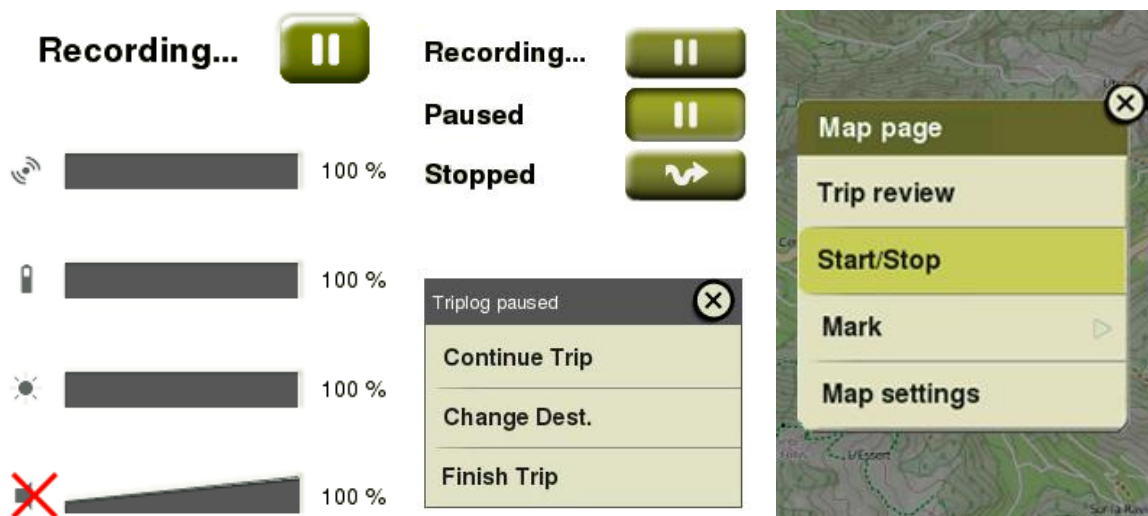 Recording...
100 %
100 %
100 %
100 %
Recording...
Paused
Stopped
Triplog paused
Continue Trip
Change Dest.
Finish Trip
Map page
Trip review
Start/Stop
Mark
Map settings
L'Essert